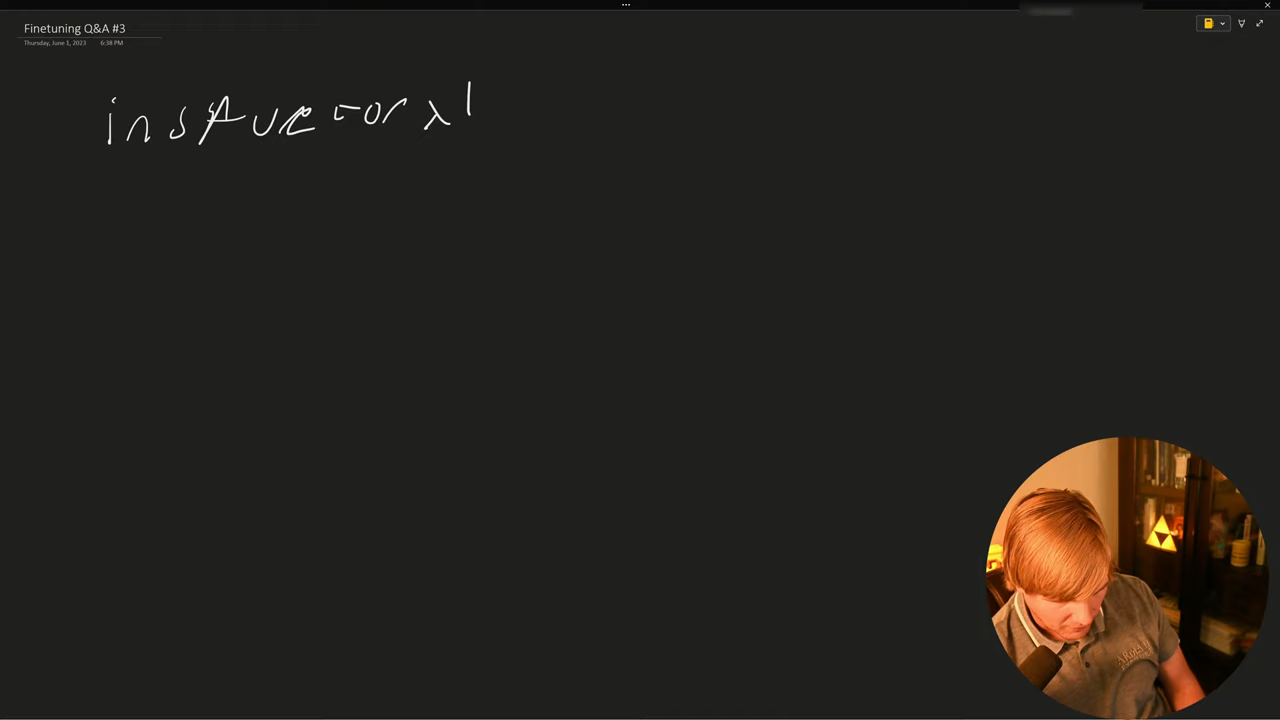 Finetuning Q&A #3
Thursday, June 1, 2023 6:38 PM
instructor xl